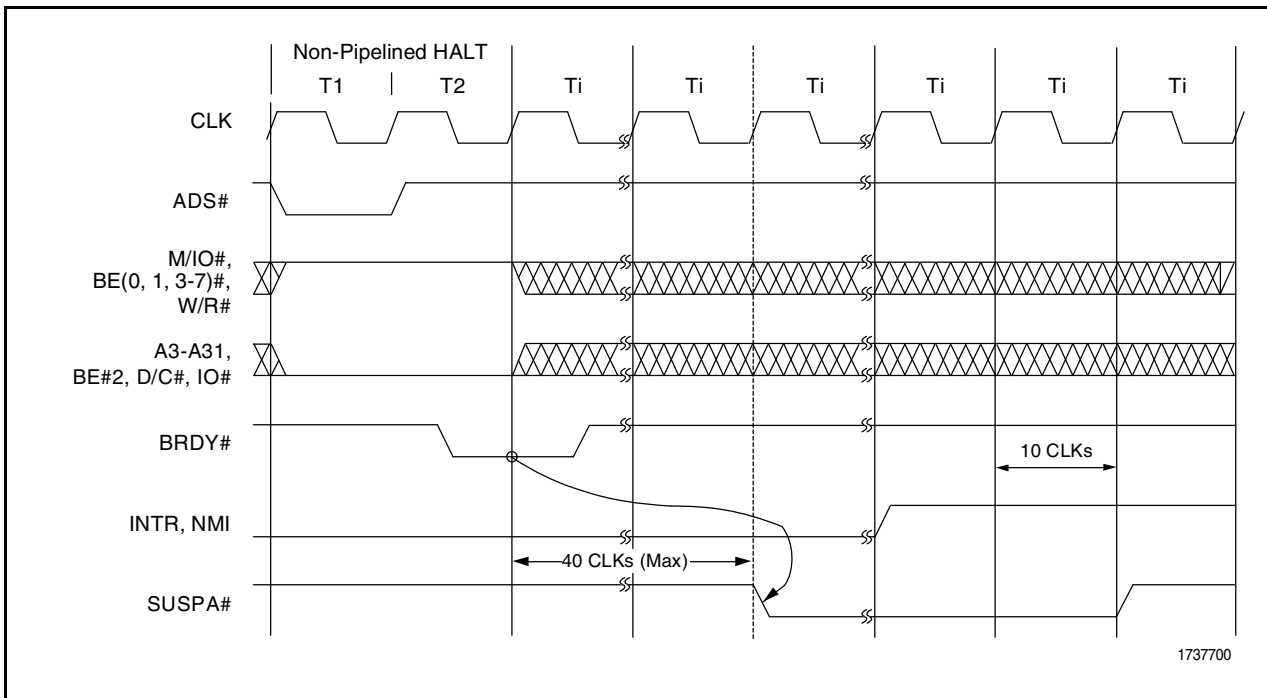 Non-Pipelined HALT
T1 T2 Ti Ti Ti Ti Ti Ti
CLK
ADS#
M/IO#,
BE(0, 1, 3-7)#,
W/R#
A3-A31,
BE#2, D/C#, IO#
BRDY#
10 CLKs
INTR, NMI
40 CLKs (Max)
SUSPA#
1737700